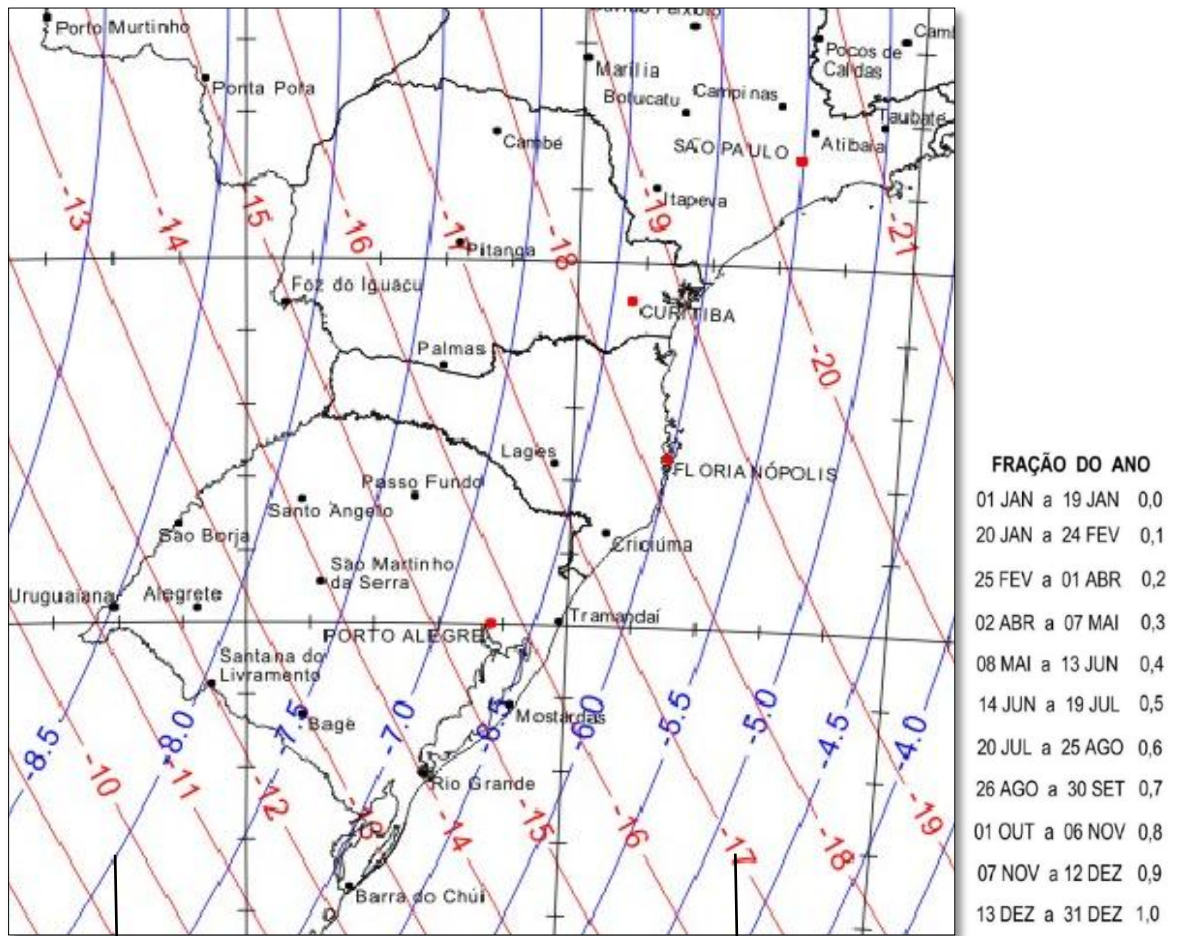 Porto Murtinho
Marília
Poços de
Caldas
Ponta Pora
Botucatu
Campinas
Taubaté
Cambé
SÃO PAULO
Atibaia
Itapeva
-13
-14
-15
-16
-17
-18
-19
-21
Pitanga
Foz do Iguaçu
CURITIBA
Palmas
-20
Lages
FLORIANÓPOLIS
Passo Fundo
Santo Angelo
São Borja
Criciúma
São Martinho
da Serra
Uruguaiana
Alegrete
Tramandaí
PORTO ALEGRE
Santana do
Livramento
Bagé
Mostardas
-8.5
-8.0
-7.5
-7.0
-6.5
-6.0
-5.5
-5.0
-4.5
-4.0
Rio Grande
-10
-11
-12
-13
-14
-15
-16
-17
-18
-19
Barra do Chuí
FRAÇÃO DO ANO
01 JAN a 19 JAN 0,0
20 JAN a 24 FEV 0,1
25 FEV a 01 ABR 0,2
02 ABR a 07 MAI 0,3
08 MAI a 13 JUN 0,4
14 JUN a 19 JUL 0,5
20 JUL a 25 AGO 0,6
26 AGO a 30 SET 0,7
01 OUT a 06 NOV 0,8
07 NOV a 12 DEZ 0,9
13 DEZ a 31 DEZ 1,0